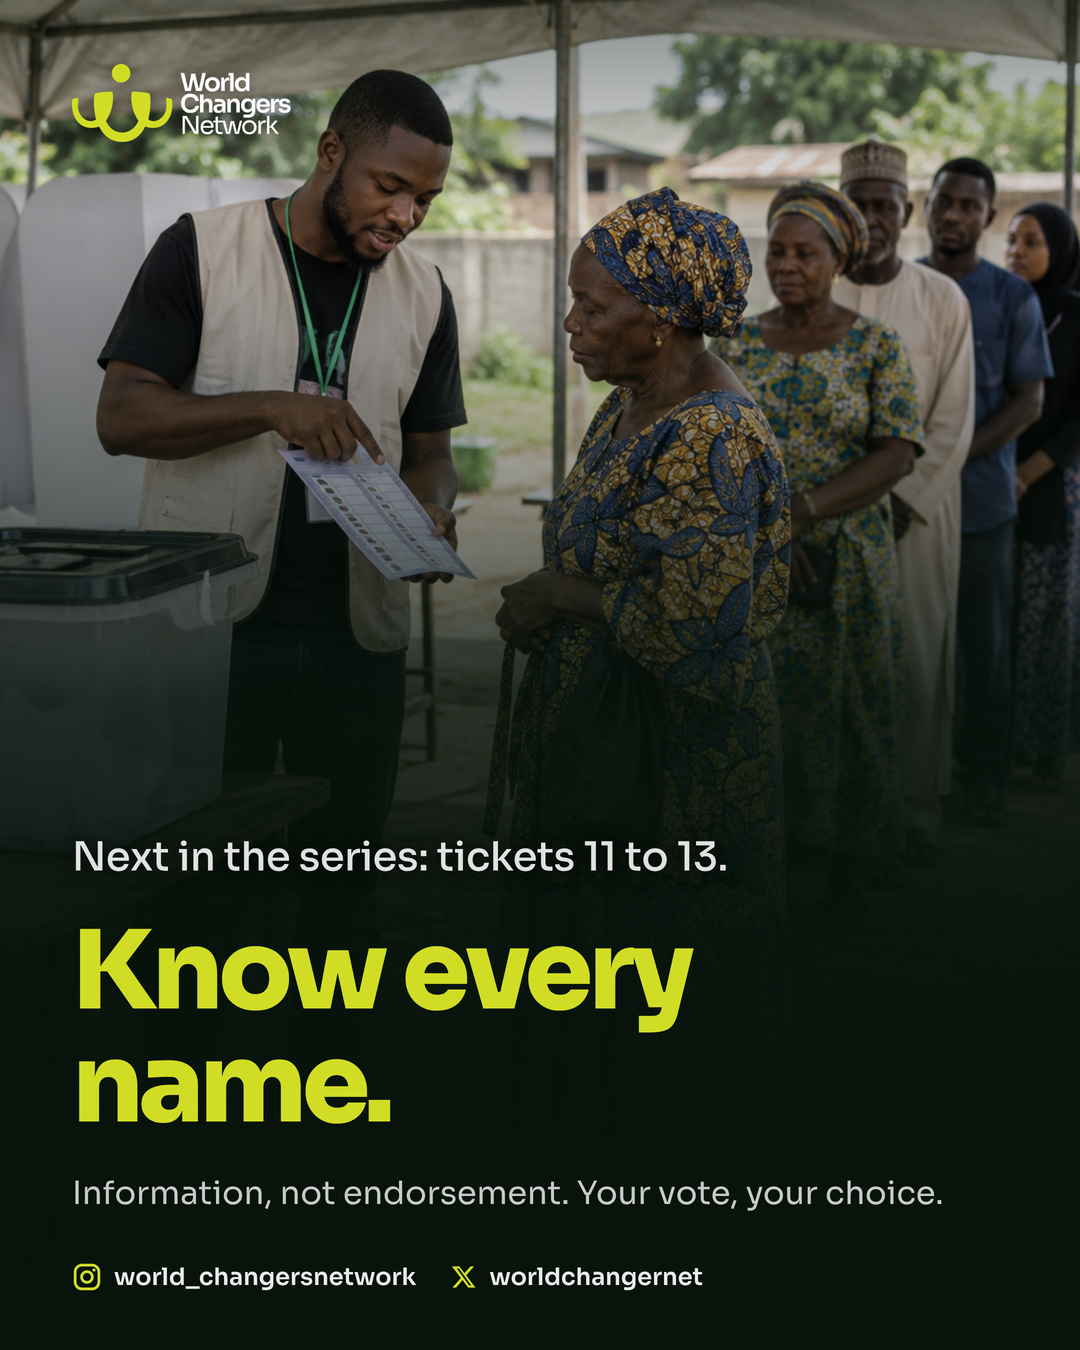 World
Changers
Network
Next in the series: tickets 11 to 13.
Know every
name.
Information, not endorsement. Your vote, your choice.
world_changersnetwork worldchangernet